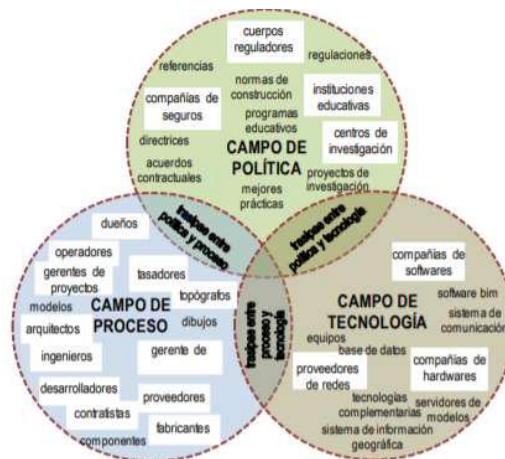 cuerpos
reguladores
regulaciones
referencias
normas de
construcción
instituciones
educativas
compañías de
seguros
programas
educativos
centros de
investigación
directrices
CAMPO DE
POLÍTICA
acuerdos
contractuales
proyectos de
investigación
mejores
prácticas
traslpae entre
política y proceso
traslpae entre
política y tecnología
dueños
operadores
gerentes de
proyectos
tasadores
topógrafos
modelos
CAMPO DE
PROCESO
dibujos
arquitectos
ingenieros
gerente de
desarrolladores
proveedores
contratistas
fabricantes
componentes
traslpae entre
proceso y
tecnología
compañías de
softwares
software bim
CAMPO DE
TECNOLOGÍA
sistema de
comunicación
equipos
base de datos
compañías de
hardwares
proveedores
de redes
tecnologías
complementarias
servidores de
modelos
sistema de información
geográfica